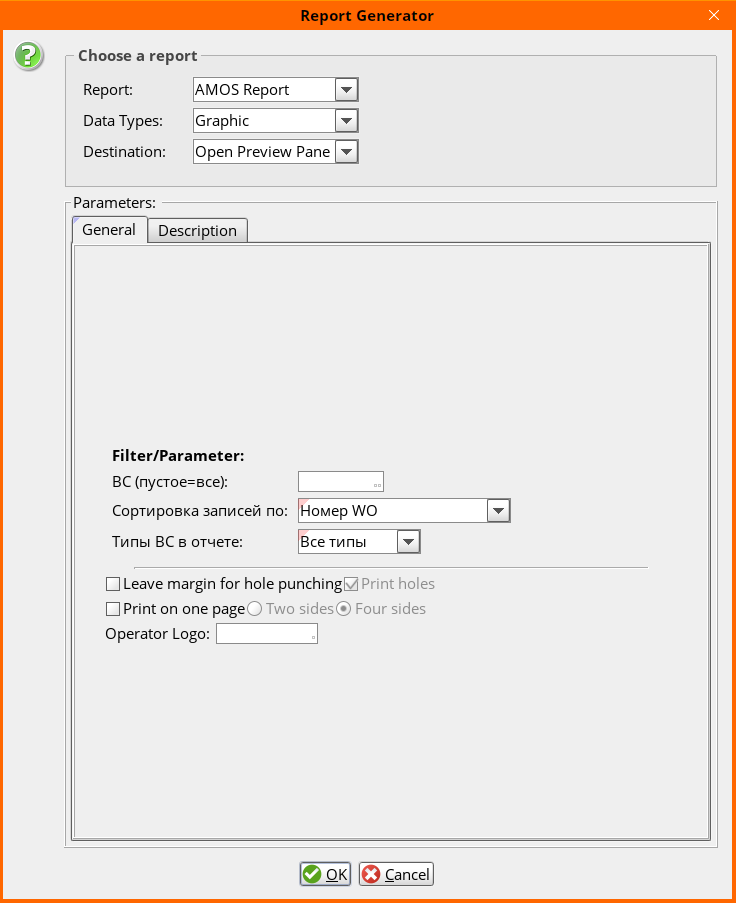 Report Generator
Choose a report
Report: AMOS Report
Data Types: Graphic
Destination: Open Preview Pane
Parameters:
General Description
Filter/Parameter:
ВС (пустое=все):
Сортировка записей по: Номер WO
Типы ВС в отчете: Все типы
Leave margin for hole punching Print holes
Print on one page Two sides Four sides
Operator Logo:
OK Cancel